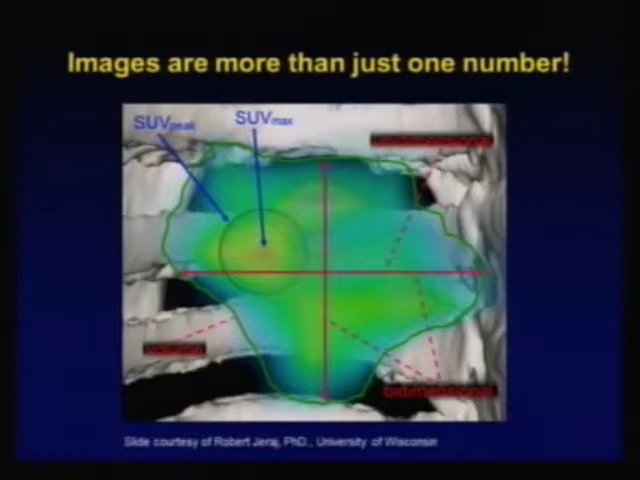 Images are more than just one number!
SUVpeak
SUVmax
volume
bidimensional
Slide courtesy of Robert Jeraj, PhD., University of Wisconsin